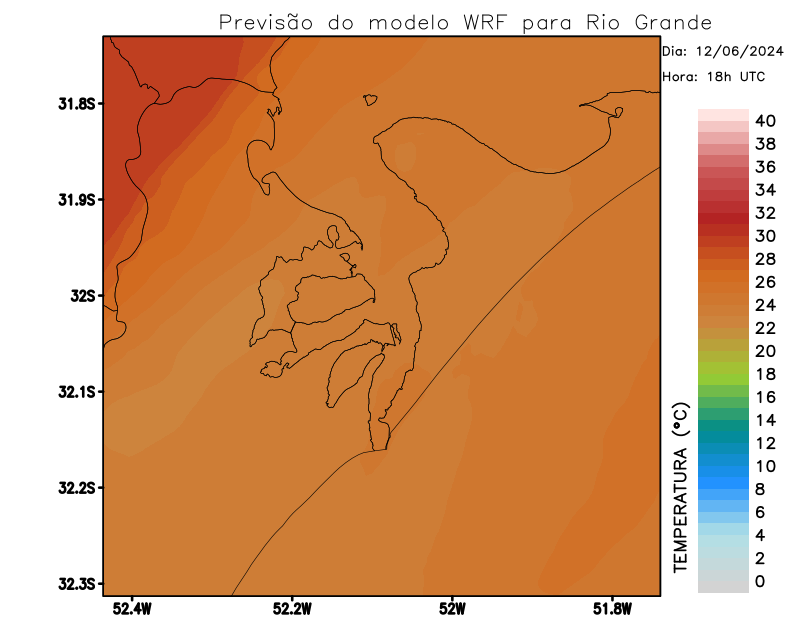 Previsão do modelo WRF para Rio Grande
Dia: 12/06/2024
Hora: 18h UTC
31.8S
31.9S
32S
32.1S
32.2S
32.3S
52.4W
52.2W
52W
51.8W
40
38
36
34
32
30
28
26
24
22
20
18
16
14
12
10
8
6
4
2
0
TEMPERATURA (°C)